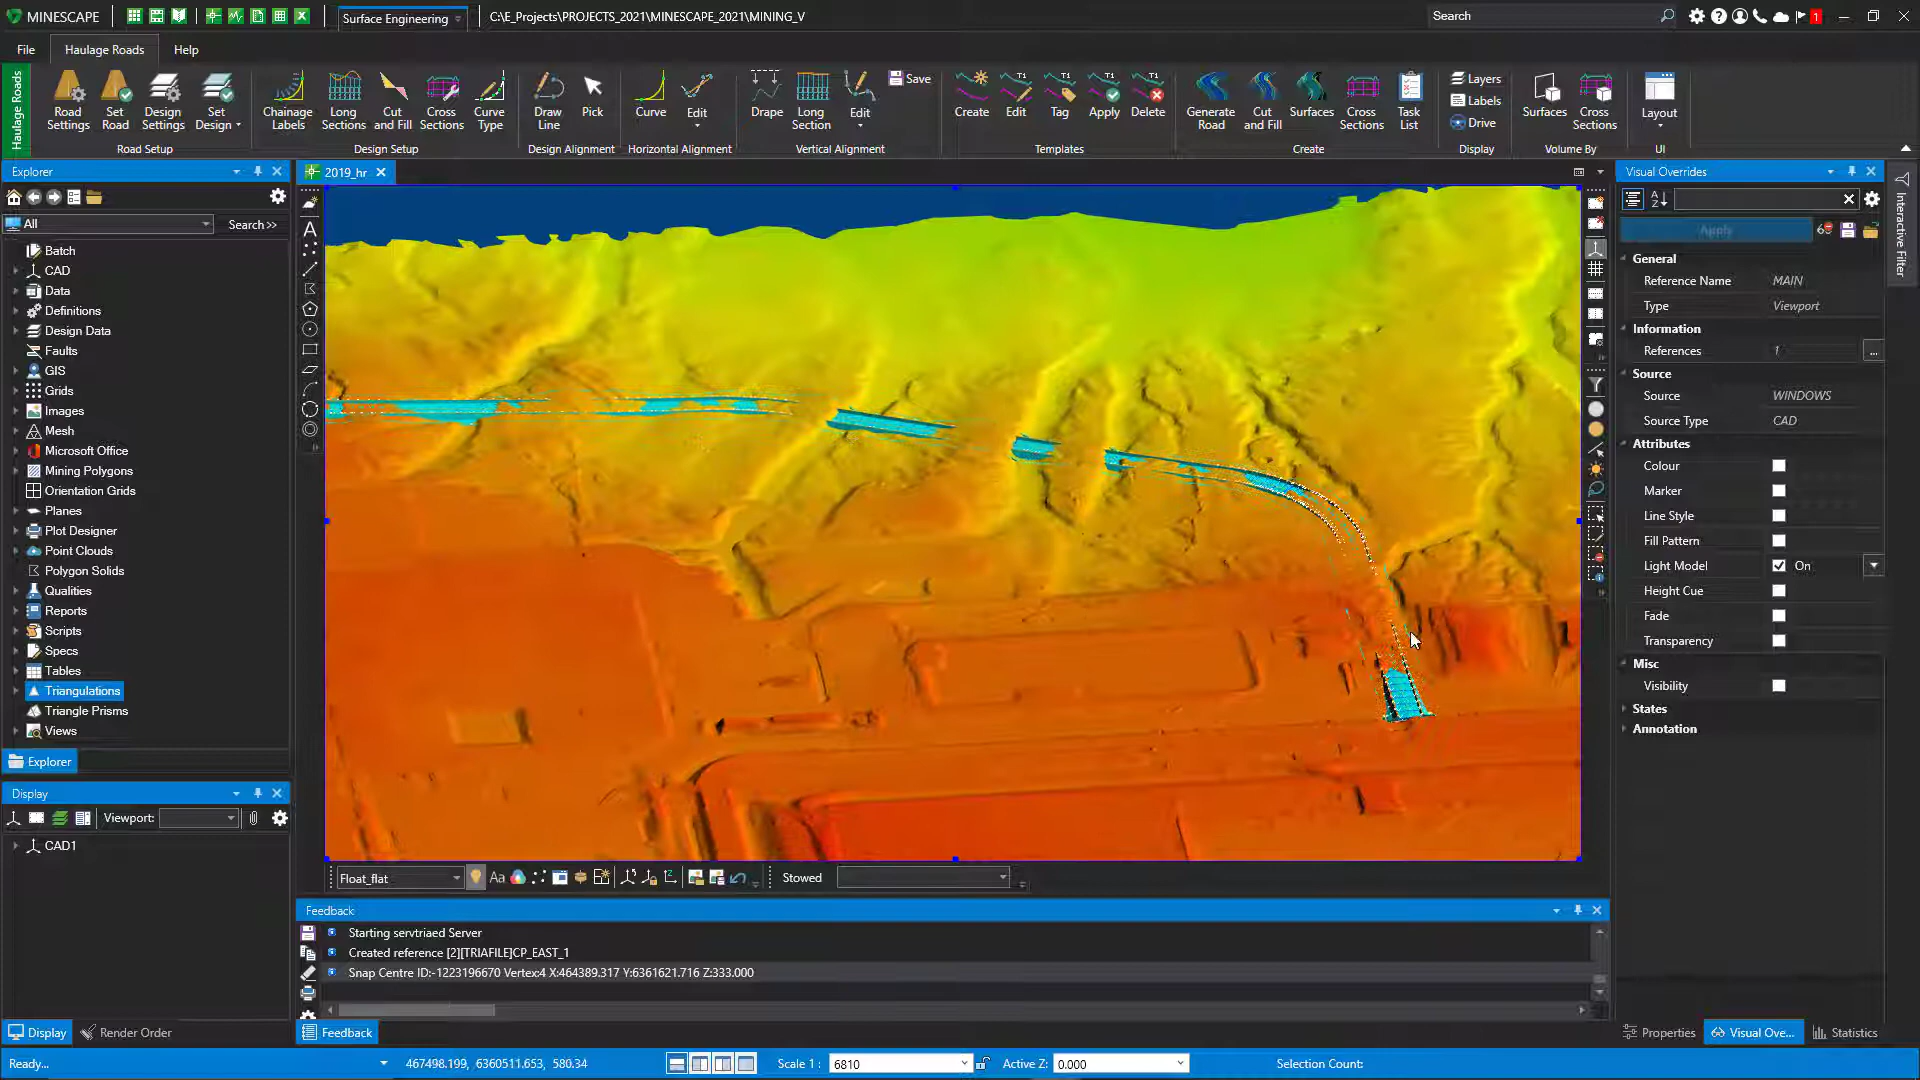 MINESCAPE
Surface Engineering
C:\E_Projects\PROJECTS_2021\MINESCAPE_2021\MINING_V
Search
1
File
Haulage Roads
Help
Haulage Roads
Road Settings
Set Road
Design Settings
Set Design
Road Setup
Chainage Labels
Long Sections
Cut and Fill
Cross Sections
Curve Type
Design Setup
Draw Line
Pick
Design Alignment
Curve
Edit
Horizontal Alignment
Drape
Long Section
Edit
Save
Vertical Alignment
Create
Edit
Tag
Apply
Delete
Templates
Generate Road
Cut and Fill
Surfaces
Cross Sections
Task List
Create
Layers
Labels
Drive
Display
Surfaces
Cross Sections
Volume By
Layout
UI
Explorer
All
Search>>
Batch
CAD
Data
Definitions
Design Data
Faults
GIS
Grids
Images
Mesh
Microsoft Office
Mining Polygons
Orientation Grids
Planes
Plot Designer
Point Clouds
Polygon Solids
Qualities
Reports
Scripts
Specs
Tables
Triangulations
Triangle Prisms
Views
Explorer
Display
Viewport:
CAD1
Display
Render Order
2019_hr
Float_flat
Aa
Stowed
Feedback
Starting servtriaed Server
Created reference [2][TRIAFILE]CP_EAST_1
Snap Centre ID:-1223196670 Vertex:4 X:464389.317 Y:6361621.716 Z:333.000
Feedback
Visual Overrides
Apply
General
Reference Name MAIN
Type Viewport
Information
References 1
Source
Source WINDOWS
Source Type CAD
Attributes
Colour
Marker
Line Style
Fill Pattern
Light Model On
Height Cue
Fade
Transparency
Misc
Visibility
States
Annotation
Interactive Filter
Properties
Visual Ove...
Statistics
Ready...
467498.199, 6360511.653, 580.34
Scale 1 : 6810
Active Z: 0.000
Selection Count: